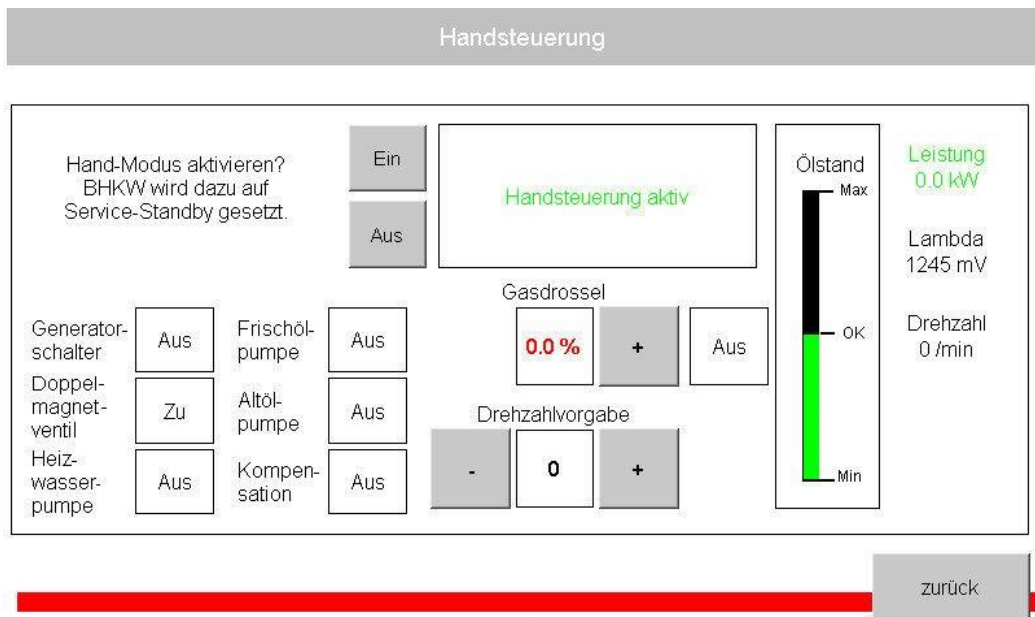 Handsteuerung
Hand-Modus aktivieren?
BHKW wird dazu auf
Service-Standby gesetzt.
Ein
Aus
Handsteuerung aktiv
Generator-
schalter
Aus
Doppel-
magnet-
ventil
Zu
Heiz-
wasser-
pumpe
Aus
Frischöl-
pumpe
Aus
Altöl-
pumpe
Aus
Kompen-
sation
Aus
Gasdrossel
0.0 %
+
Aus
Drehzahlvorgabe
-
0
+
Ölstand
Max
OK
Min
Leistung
0.0 kW
Lambda
1245 mV
Drehzahl
0 /min
zurück